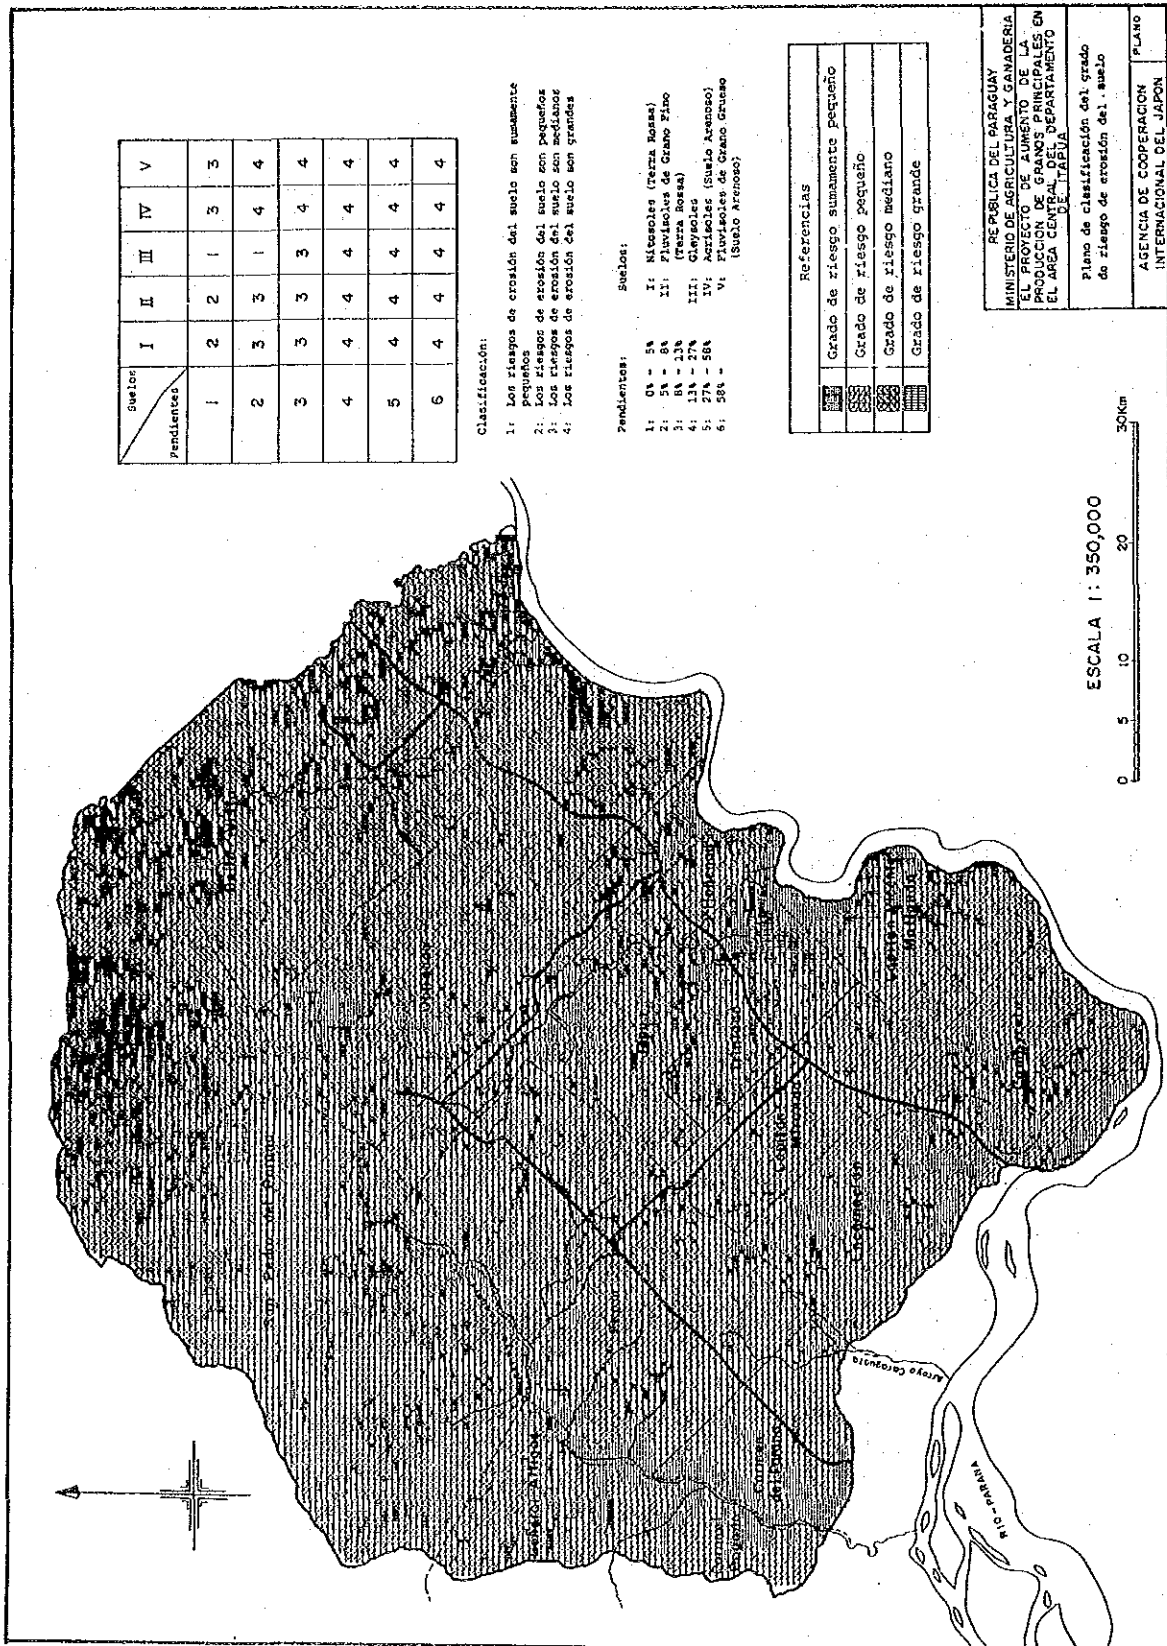 Suelos
Pendientes
I II III IV V
1 2 2 1 3 3
2 3 3 1 4 4
3 3 3 3 4 4
4 4 4 4 4 4
5 4 4 4 4 4
6 4 4 4 4 4
Clasificación:
1: Los riesgos de erosión del suelo son sumamente
pequeños
2: Los riesgos de erosión del suelo son pequeños
3: Los riesgos de erosión del suelo son medianos
4: Los riesgos de erosión del suelo son grandes
Pendientes:
1: 0% - 5%
2: 5% - 8%
3: 8% - 13%
4: 13% - 27%
5: 27% - 58%
6: 58% -
Suelos:
I: Nitosoles (Terra Rossa)
II: Fluvisoles de Grano Fino
(Terra Rossa)
III: Gleysoles
IV: Acrisoles (Suelo Arenoso)
V: Fluvisoles de Grano Grueso
(Suelo Arenoso)
Referencias
Grado de riesgo sumamente pequeño
Grado de riesgo pequeño
Grado de riesgo mediano
Grado de riesgo grande
REPUBLICA DEL PARAGUAY
MINISTERIO DE AGRICULTURA Y GANADERIA
EL PROYECTO DE AUMENTO DE LA
PRODUCCION DE GRANOS PRINCIPALES EN
EL AREA CENTRAL DEL DEPARTAMENTO
DE ITAPUA
Plano de clasificación del grado
de riesgo de erosión del suelo
AGENCIA DE COOPERACION
INTERNACIONAL DEL JAPON
PLANO
ESCALA 1:350,000
0 5 10 20 30Km
San Pedro del Parana
General Artigas
Carmen
del Parana
Arroyo Caraguata
RIO-PARANA